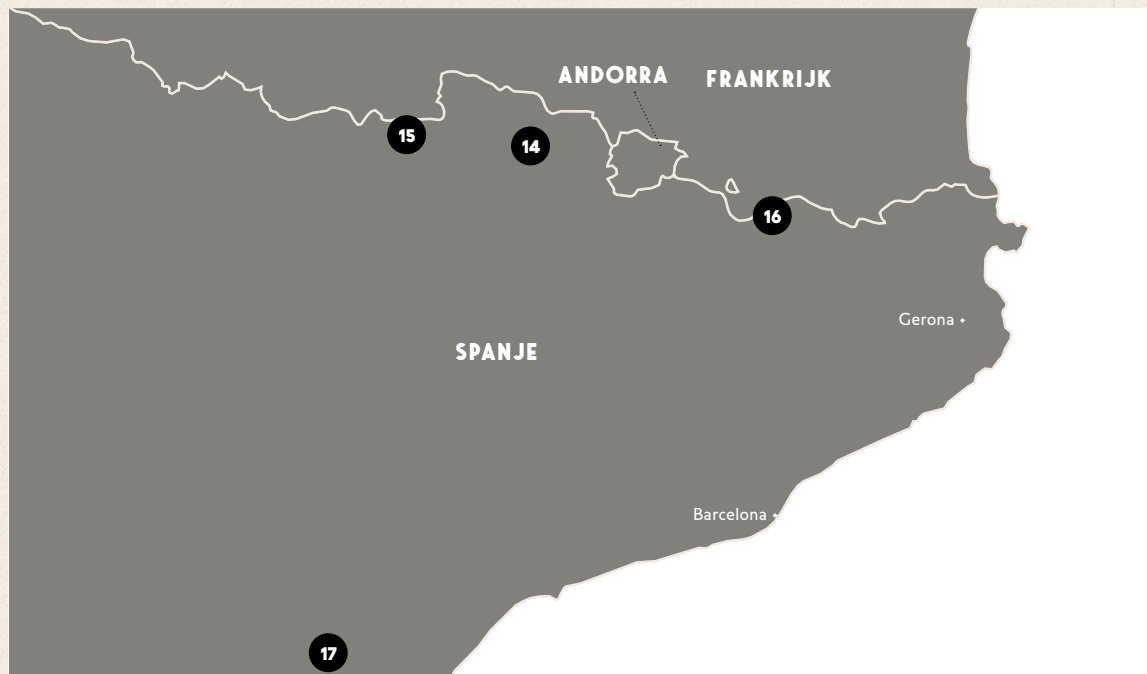 ANDORRA
FRANKRIJK
15
14
16
Gerona
SPANJE
Barcelona
17